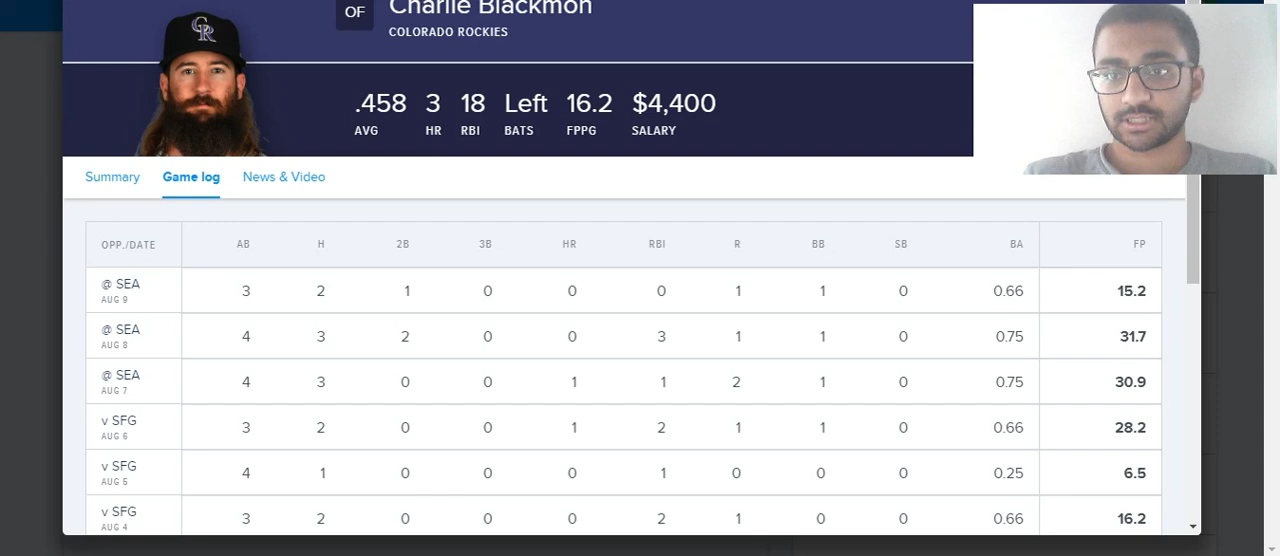 OF
Charlie Blackmon
COLORADO ROCKIES
.458 3 18 Left 16.2 $4,400
AVG HR RBI BATS FPPG SALARY
Summary Game log News & Video
OPP./DATE AB H 2B 3B HR RBI R BB SB BA FP
@ SEA
AUG 9
3 2 1 0 0 0 1 1 0 0.66 15.2
@ SEA
AUG 8
4 3 2 0 0 3 1 1 0 0.75 31.7
@ SEA
AUG 7
4 3 0 0 1 1 2 1 0 0.75 30.9
v SFG
AUG 6
3 2 0 0 1 2 1 1 0 0.66 28.2
v SFG
AUG 5
4 1 0 0 0 1 0 0 0 0.25 6.5
v SFG
AUG 4
3 2 0 0 0 2 1 0 0 0.66 16.2